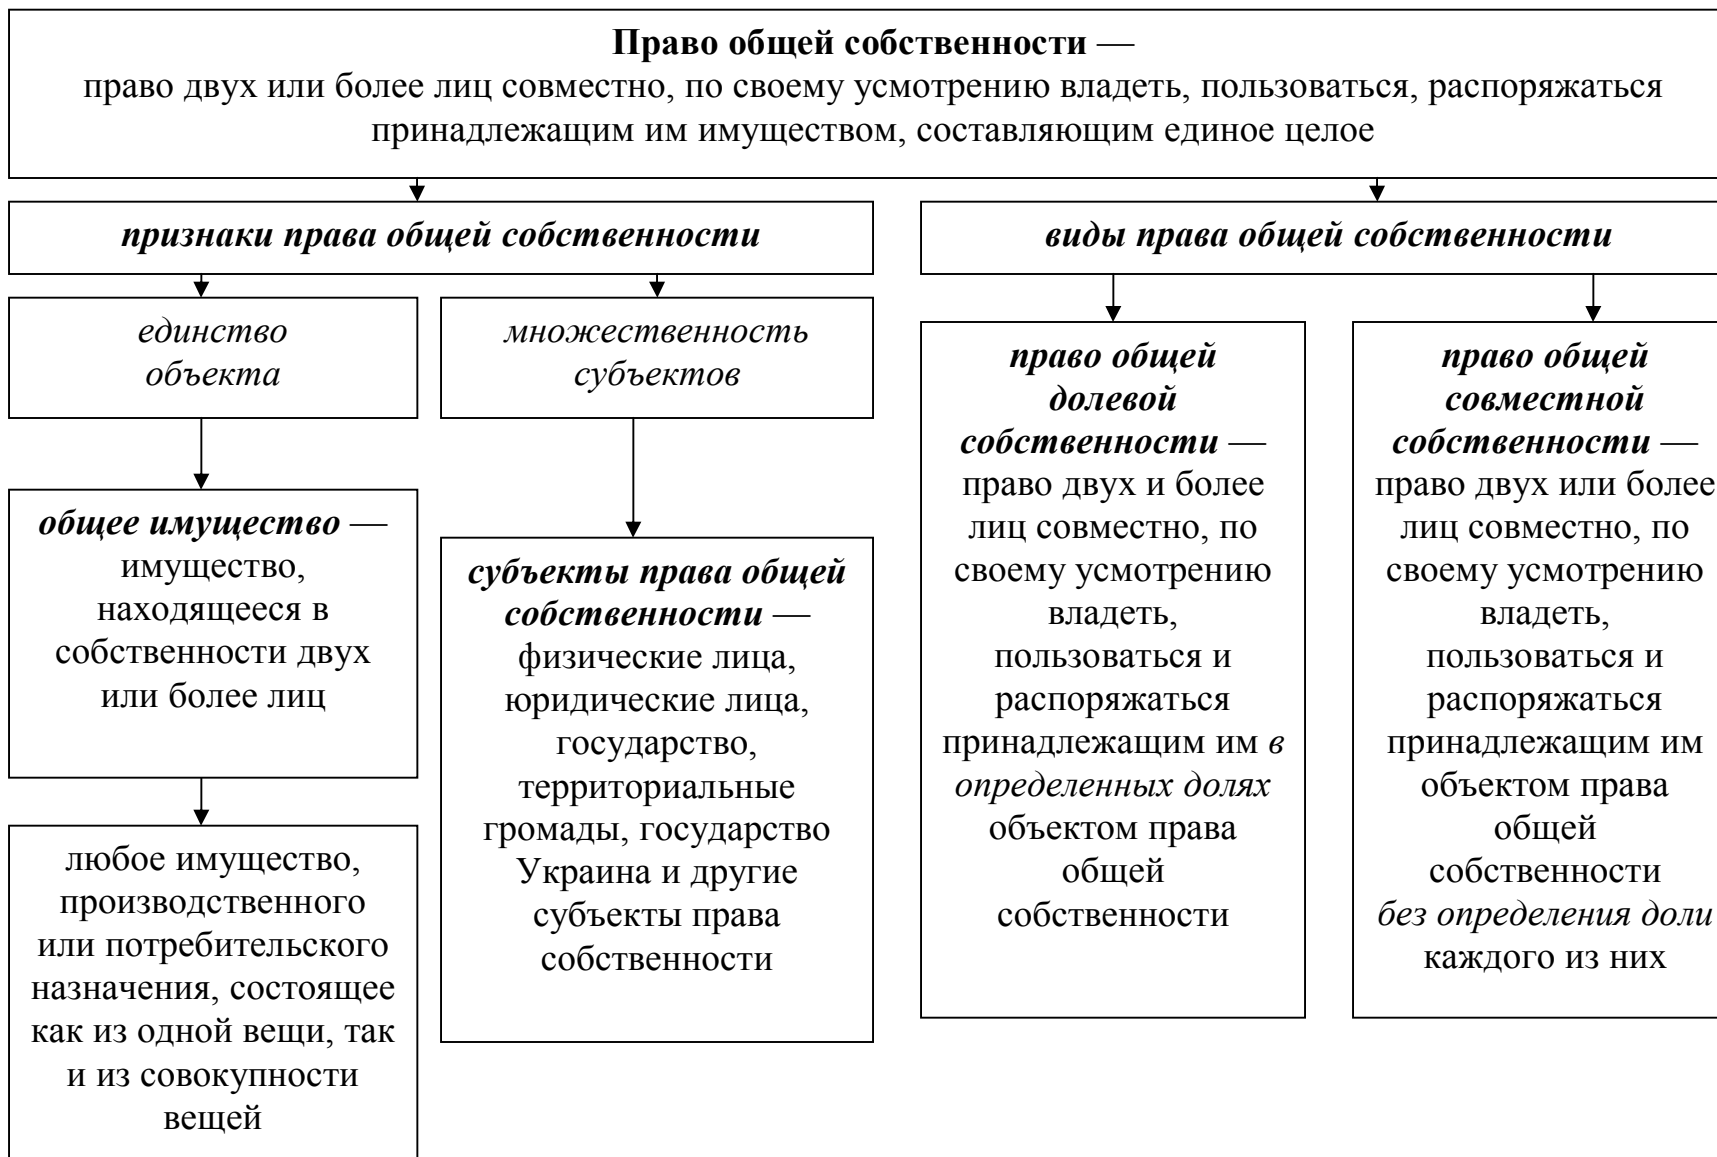 Право общей собственности —
право двух или более лиц совместно, по своему усмотрению владеть, пользоваться, распоряжаться
принадлежащим им имуществом, составляющим единое целое
признаки права общей собственности
виды права общей собственности
единство
объекта
множественность
субъектов
общее имущество —
имущество,
находящееся в
собственности двух
или более лиц
любое имущество,
производственного
или потребительского
назначения, состоящее
как из одной вещи, так
и из совокупности
вещей
субъекты права общей
собственности —
физические лица,
юридические лица,
государство,
территориальные
громады, государство
Украина и другие
субъекты права
собственности
право общей
долевой
собственности —
право двух и более
лиц совместно, по
своему усмотрению
владеть,
пользоваться и
распоряжаться
принадлежащим им в
определенных долях
объектом права
общей
собственности
право общей
совместной
собственности —
право двух или более
лиц совместно, по
своему усмотрению
владеть,
пользоваться и
распоряжаться
принадлежащим им
объектом права
общей
собственности
без определения доли
каждого из них